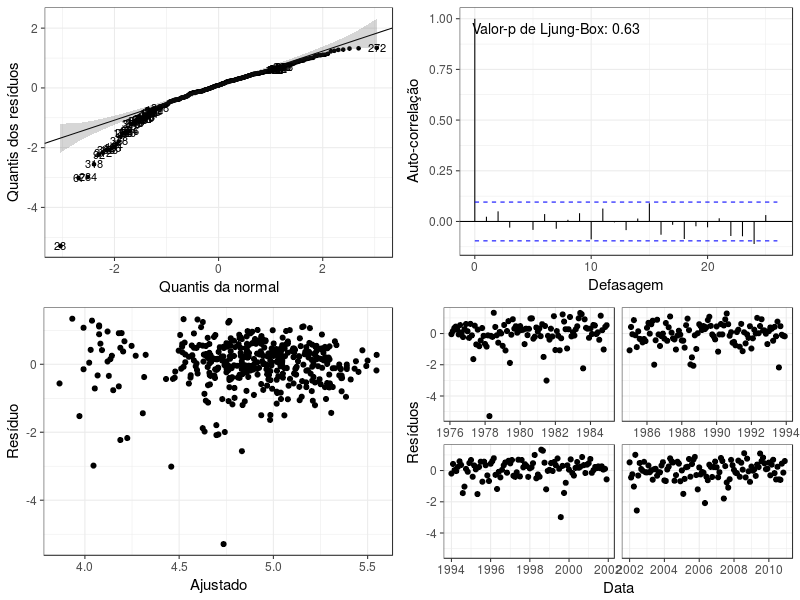 Quantis dos resíduos
2
0
-2
-4
272
28
-2
0
2
Quantis da normal
Auto-correlação
1.00
0.75
0.50
0.25
0.00
Valor-p de Ljung-Box: 0.63
0
10
20
Defasagem
Resíduo
0
-2
-4
4.0
4.5
5.0
5.5
Ajustado
Resíduos
0
-2
-4
1976 1978 1980 1982 1984
1986 1988 1990 1992 1994
0
-2
-4
1994 1996 1998 2000 2002
2002 2004 2006 2008 2010
Data